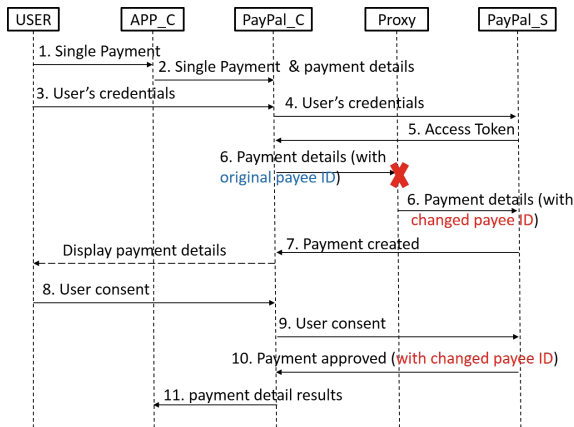 USER APP_C PayPal_C Proxy PayPal_S
1. Single Payment
2. Single Payment & payment details
3. User's credentials
4. User's credentials
5. Access Token
6. Payment details (with
original payee ID)
6. Payment details (with
changed payee ID)
7. Payment created
Display payment details
8. User consent
9. User consent
10. Payment approved (with changed payee ID)
11. payment detail results